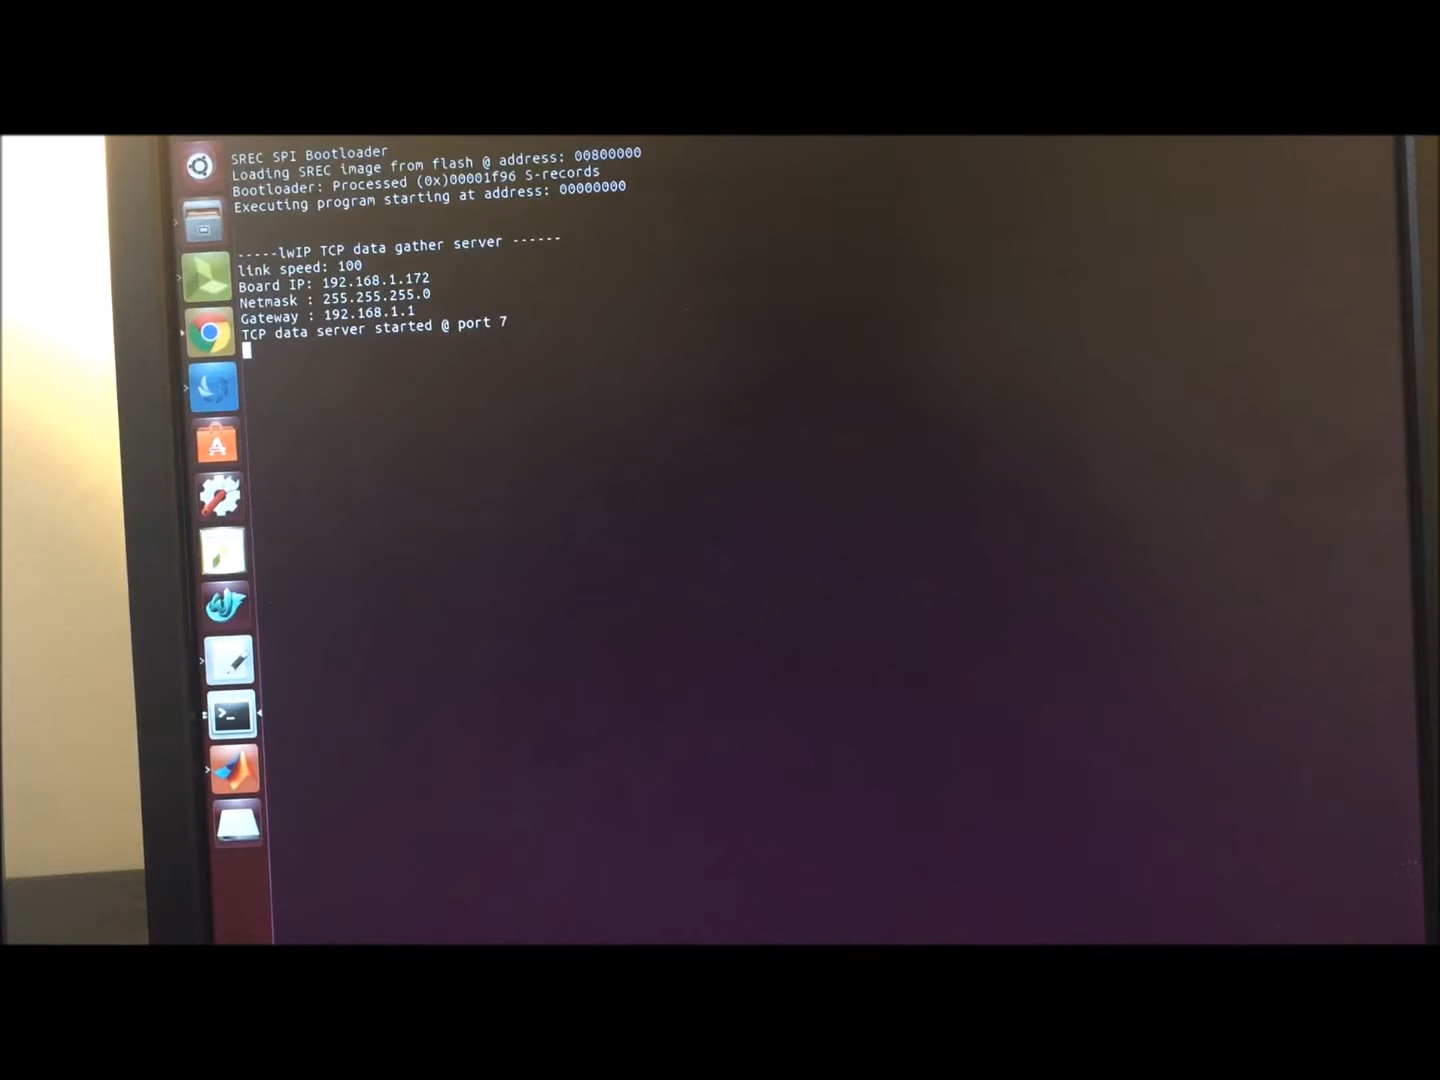 SREC SPI Bootloader
Loading SREC image from flash @ address: 00800000
Bootloader: Processed (0x)00001f96 S-records
Executing program starting at address: 00000000
-----lwIP TCP data gather server ------
link speed: 100
Board IP: 192.168.1.172
Netmask : 255.255.255.0
Gateway : 192.168.1.1
TCP data server started @ port 7